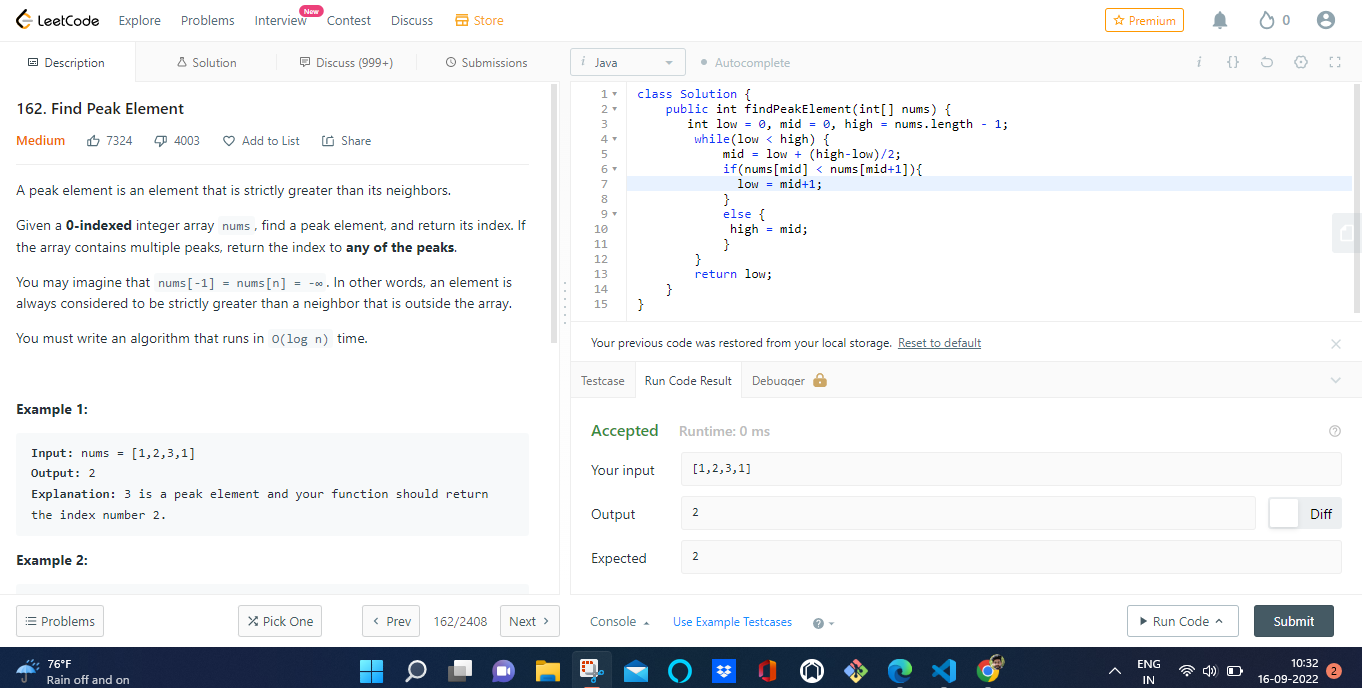 LeetCode Explore Problems Interview New Contest Discuss Store Premium 0
Description Solution Discuss (999+) Submissions
162. Find Peak Element
Medium 7324 4003 Add to List Share
A peak element is an element that is strictly greater than its neighbors.
Given a 0-indexed integer array nums, find a peak element, and return its index. If
the array contains multiple peaks, return the index to any of the peaks.
You may imagine that nums[-1] = nums[n] = -∞. In other words, an element is
always considered to be strictly greater than a neighbor that is outside the array.
You must write an algorithm that runs in O(log n) time.
Example 1:
Input: nums = [1,2,3,1]
Output: 2
Explanation: 3 is a peak element and your function should return
the index number 2.
Example 2:
Problems Pick One Prev 162/2408 Next
i Java Autocomplete i {}
1 class Solution {
2 public int findPeakElement(int[] nums) {
3 int low = 0, mid = 0, high = nums.length - 1;
4 while(low < high) {
5 mid = low + (high-low)/2;
6 if(nums[mid] < nums[mid+1]){
7 low = mid+1;
8 }
9 else {
10 high = mid;
11 }
12 }
13 return low;
14 }
15 }
Your previous code was restored from your local storage. Reset to default
Testcase Run Code Result Debugger
Accepted Runtime: 0 ms
Your input [1,2,3,1]
Output 2 Diff
Expected 2
Console Use Example Testcases Run Code Submit
76°F
Rain off and on
ENG
IN
10:32
16-09-2022
2